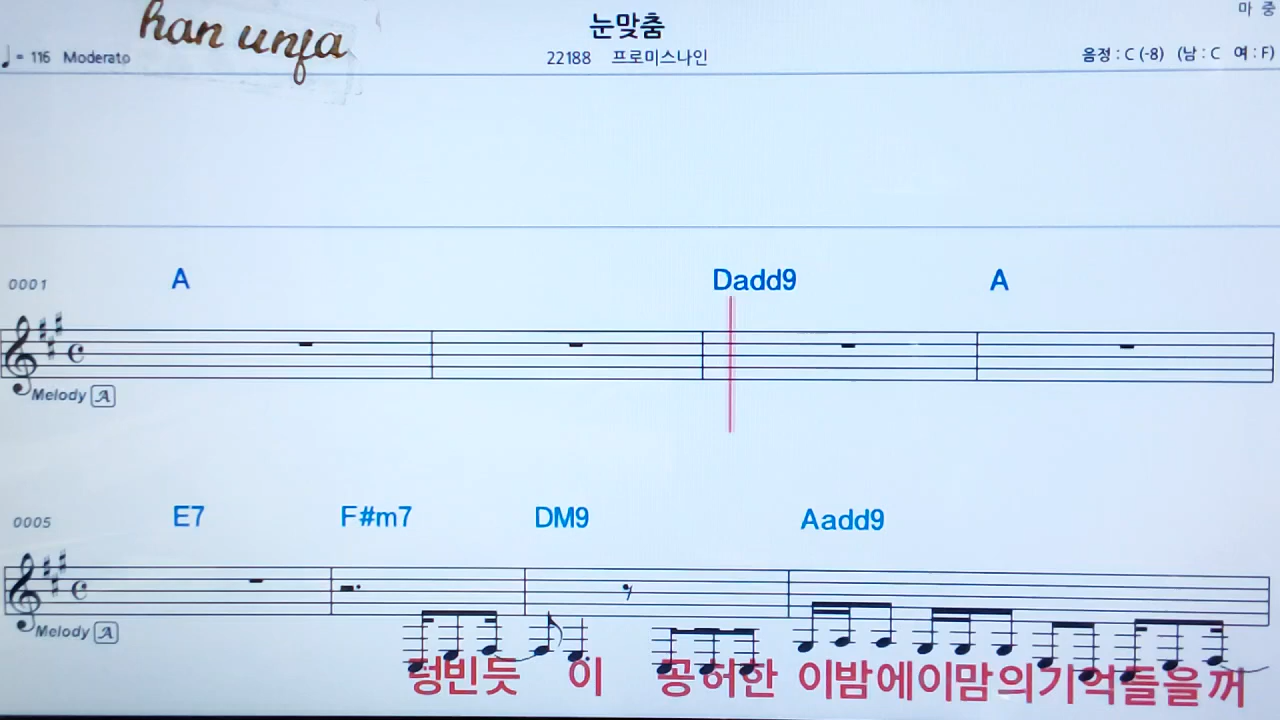 han unja
눈맞춤
마 중
♩= 116 Moderato
22188 프로미스나인
음정 : C (-8) (남 : C 여 : F)
0001 A Dadd9 A
Melody A
0005 E7 F#m7 DM9 Aadd9
Melody A
텅빈듯 이 공허한 이밤에이맘의기억들을꺼